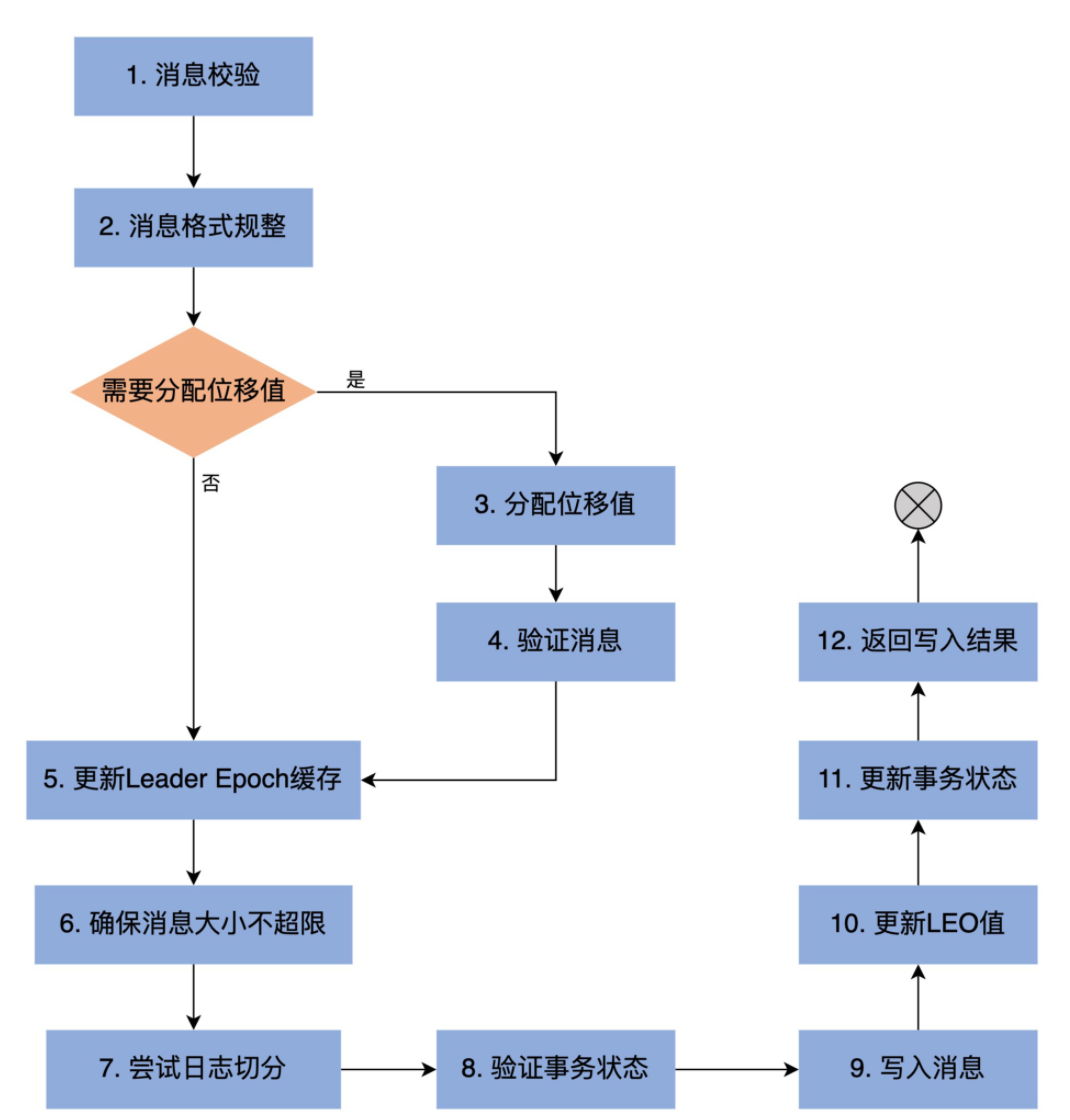 1. 消息校验
2. 消息格式规整
需要分配位移值
是
否
3. 分配位移值
4. 验证消息
5. 更新Leader Epoch缓存
6. 确保消息大小不超限
7. 尝试日志切分
8. 验证事务状态
9. 写入消息
10. 更新LEO值
11. 更新事务状态
12. 返回写入结果